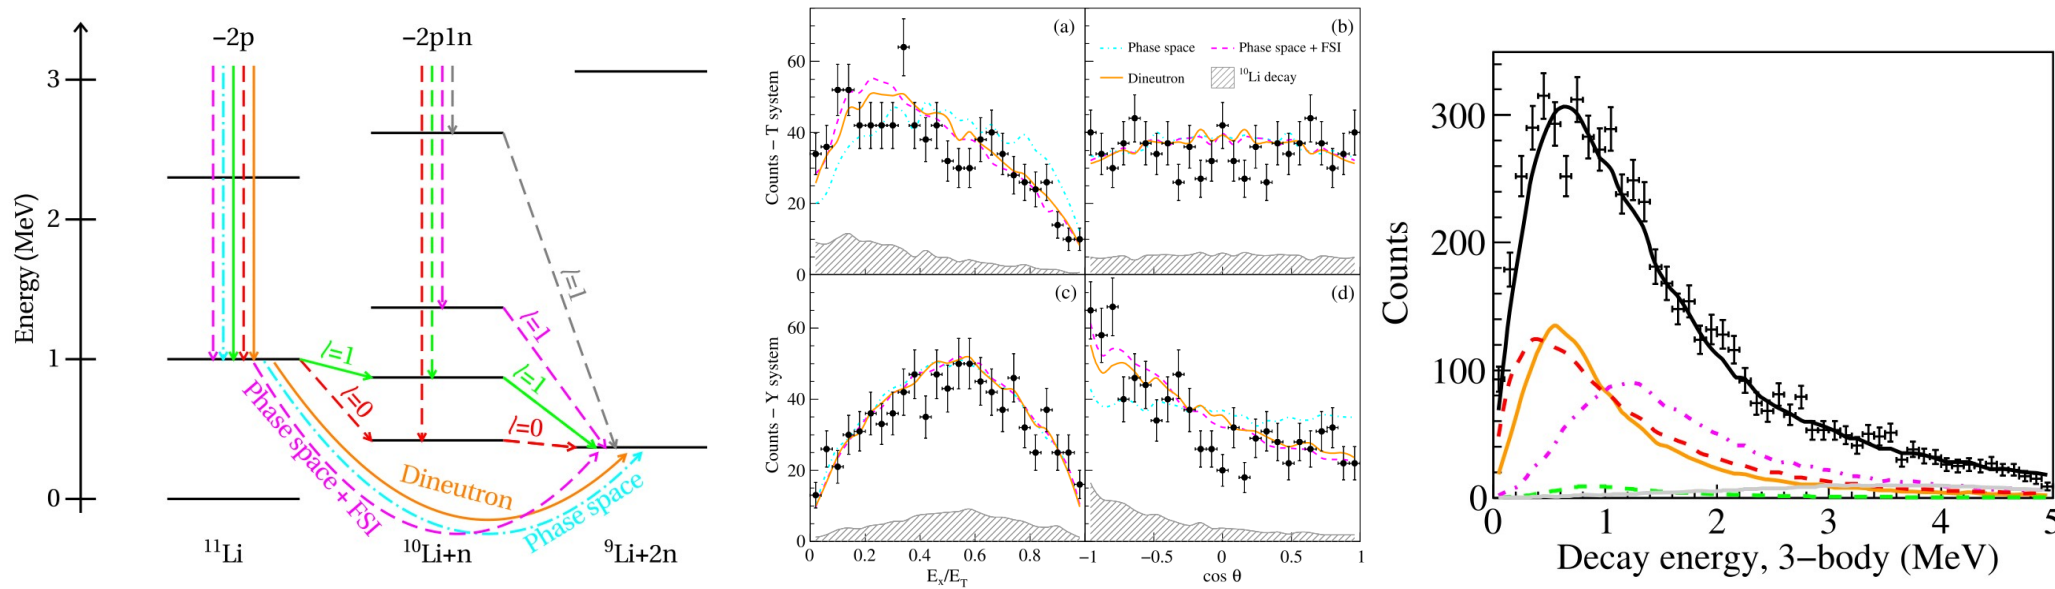 Energy (MeV)
3
2
1
0
−2p
−2p1n
l=1
l=0
l=1
l=1
l=1
l=0
Phase space + FSI
Dineutron
Phase space
¹¹Li
¹⁰Li+n
⁹Li+2n
Counts − T system
60
40
20
0
(a)
(b)
Phase space
Phase space + FSI
Dineutron
¹⁰Li decay
Counts − Y system
60
40
20
0
(c)
(d)
0 0.2 0.4 0.6 0.8
−1 −0.5 0 0.5 1
Eₓ/E_T
cos θ
Counts
300
200
100
0
0 1 2 3 4 5
Decay energy, 3−body (MeV)